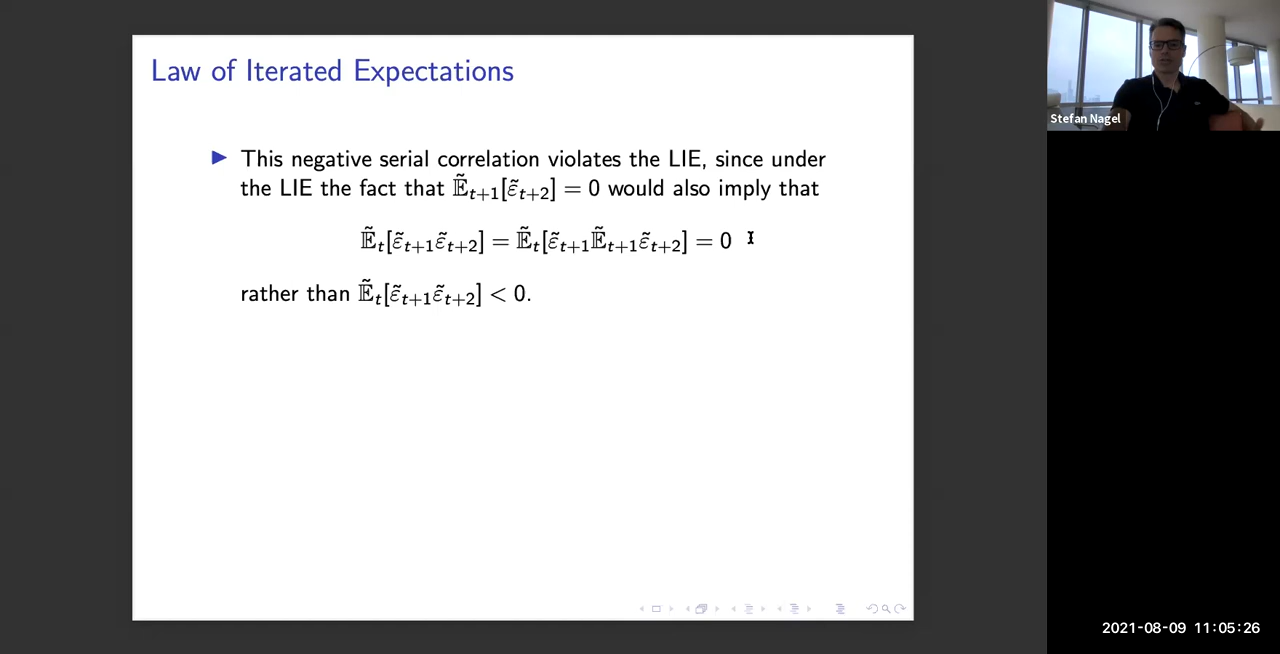 Law of Iterated Expectations
▶ This negative serial correlation violates the LIE, since under
the LIE the fact that 𝔼̃ₜ₊₁[ε̃ₜ₊₂] = 0 would also imply that
𝔼̃ₜ[ε̃ₜ₊₁ε̃ₜ₊₂] = 𝔼̃ₜ[ε̃ₜ₊₁𝔼̃ₜ₊₁ε̃ₜ₊₂] = 0
rather than 𝔼̃ₜ[ε̃ₜ₊₁ε̃ₜ₊₂] < 0.
Stefan Nagel
2021-08-09 11:05:26